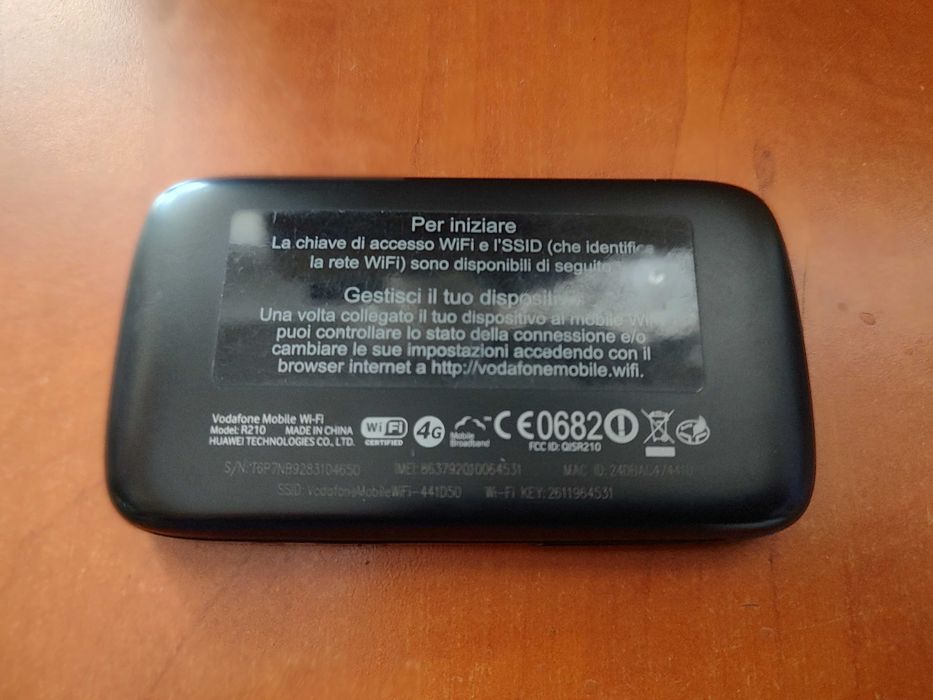 Per iniziare
La chiave di accesso WiFi e l'SSID (che identifica
la rete WiFi) sono disponibili di seguito
Gestisci il tuo dispositivo
Una volta collegato il tuo dispositivo al mobile
puoi controllare lo stato della connessione e/o
cambiare le sue impostazioni accedendo con il
browser internet a http://vodafonemobile.wifi.
Vodafone Mobile Wi-Fi
Model: R210 MADE IN CHINA
HUAWEI TECHNOLOGIES CO., LTD.
Wi Fi
CERTIFIED
4G
Mobile
Broadband
CE0682
FCC ID: QISR210
S/N: T6P7NB9283104650 IMEI: 863792010064531 MAC ID:
SSID: VodafoneMobileWiFi-441D50 Wi-Fi KEY: 2611964531